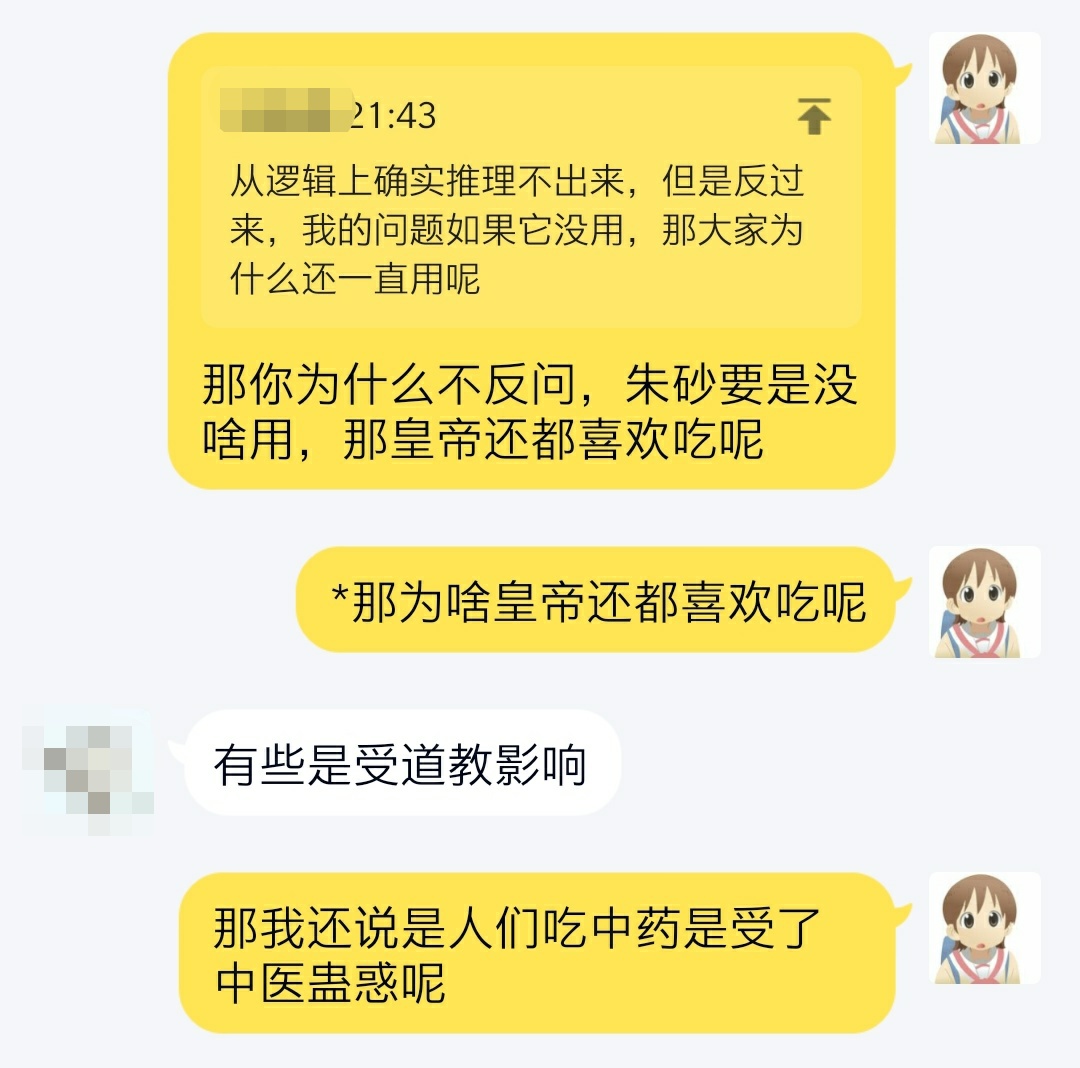 21:43
从逻辑上确实推理不出来，但是反过
来，我的问题如果它没用，那大家为
什么还一直用呢
那你为什么不反问，朱砂要是没
啥用，那皇帝还都喜欢吃呢
*那为啥皇帝还都喜欢吃呢
有些是受道教影响
那我还说是人们吃中药是受了
中医蛊惑呢